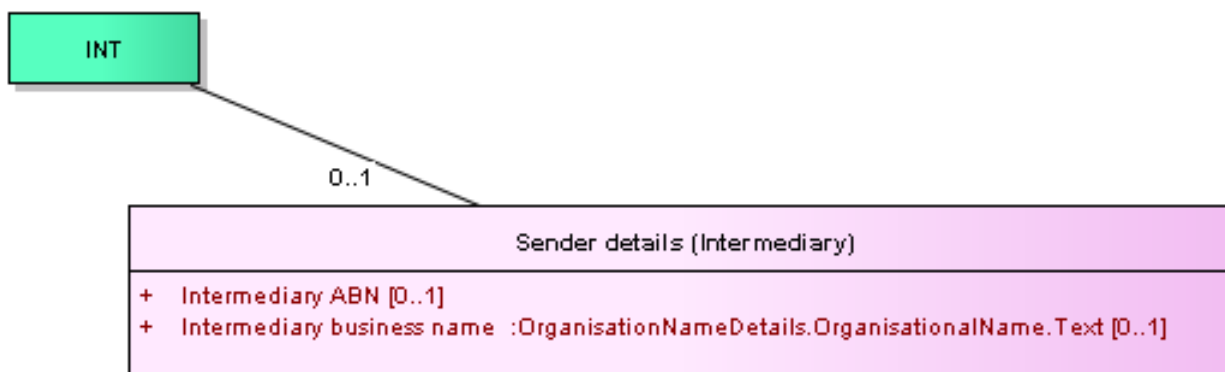 INT
0..1
Sender details (Intermediary)
+ Intermediary ABN [0..1]
+ Intermediary business name :OrganisationNameDetails.OrganisationalName.Text [0..1]